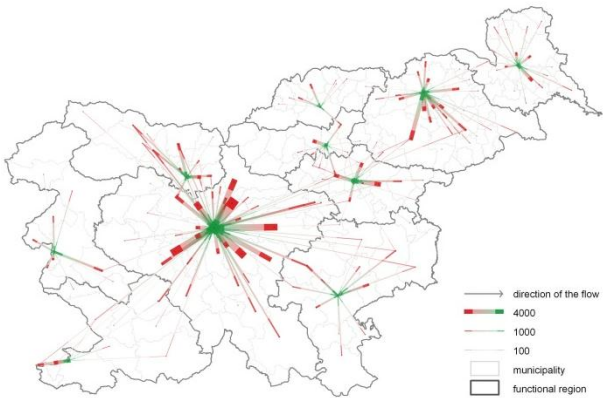 direction of the flow
4000
1000
100
municipality
functional region